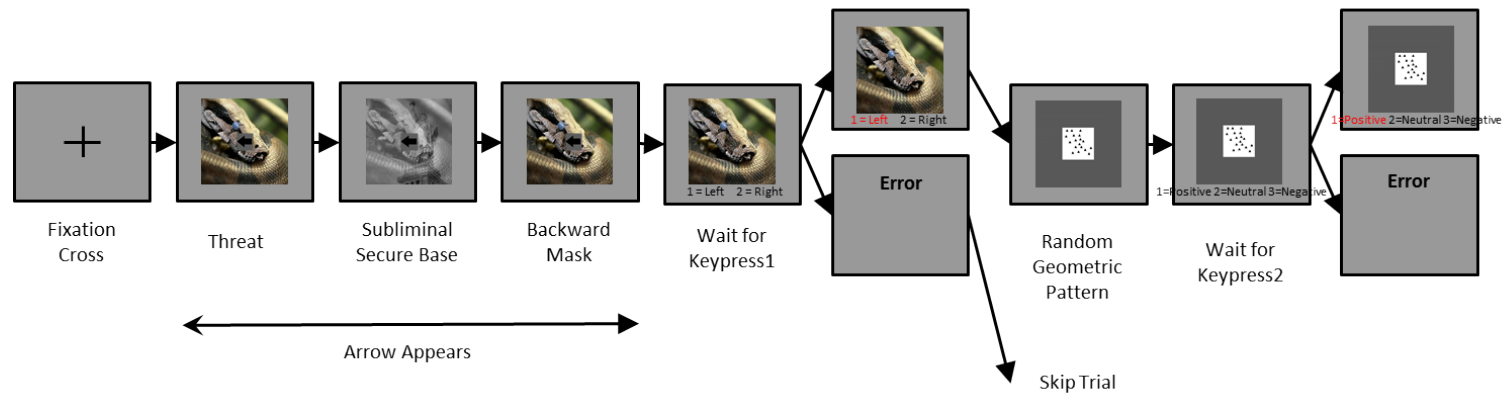 1 = Left 2 = Right
Error
1=Positive 2=Neutral 3=Negative
1=Positive 2=Neutral 3=Negative
Error
1 = Left 2 = Right
Fixation
Cross
Threat
Subliminal
Secure Base
Backward
Mask
Wait for
Keypress1
Random
Geometric
Pattern
Wait for
Keypress2
Arrow Appears
Skip Trial